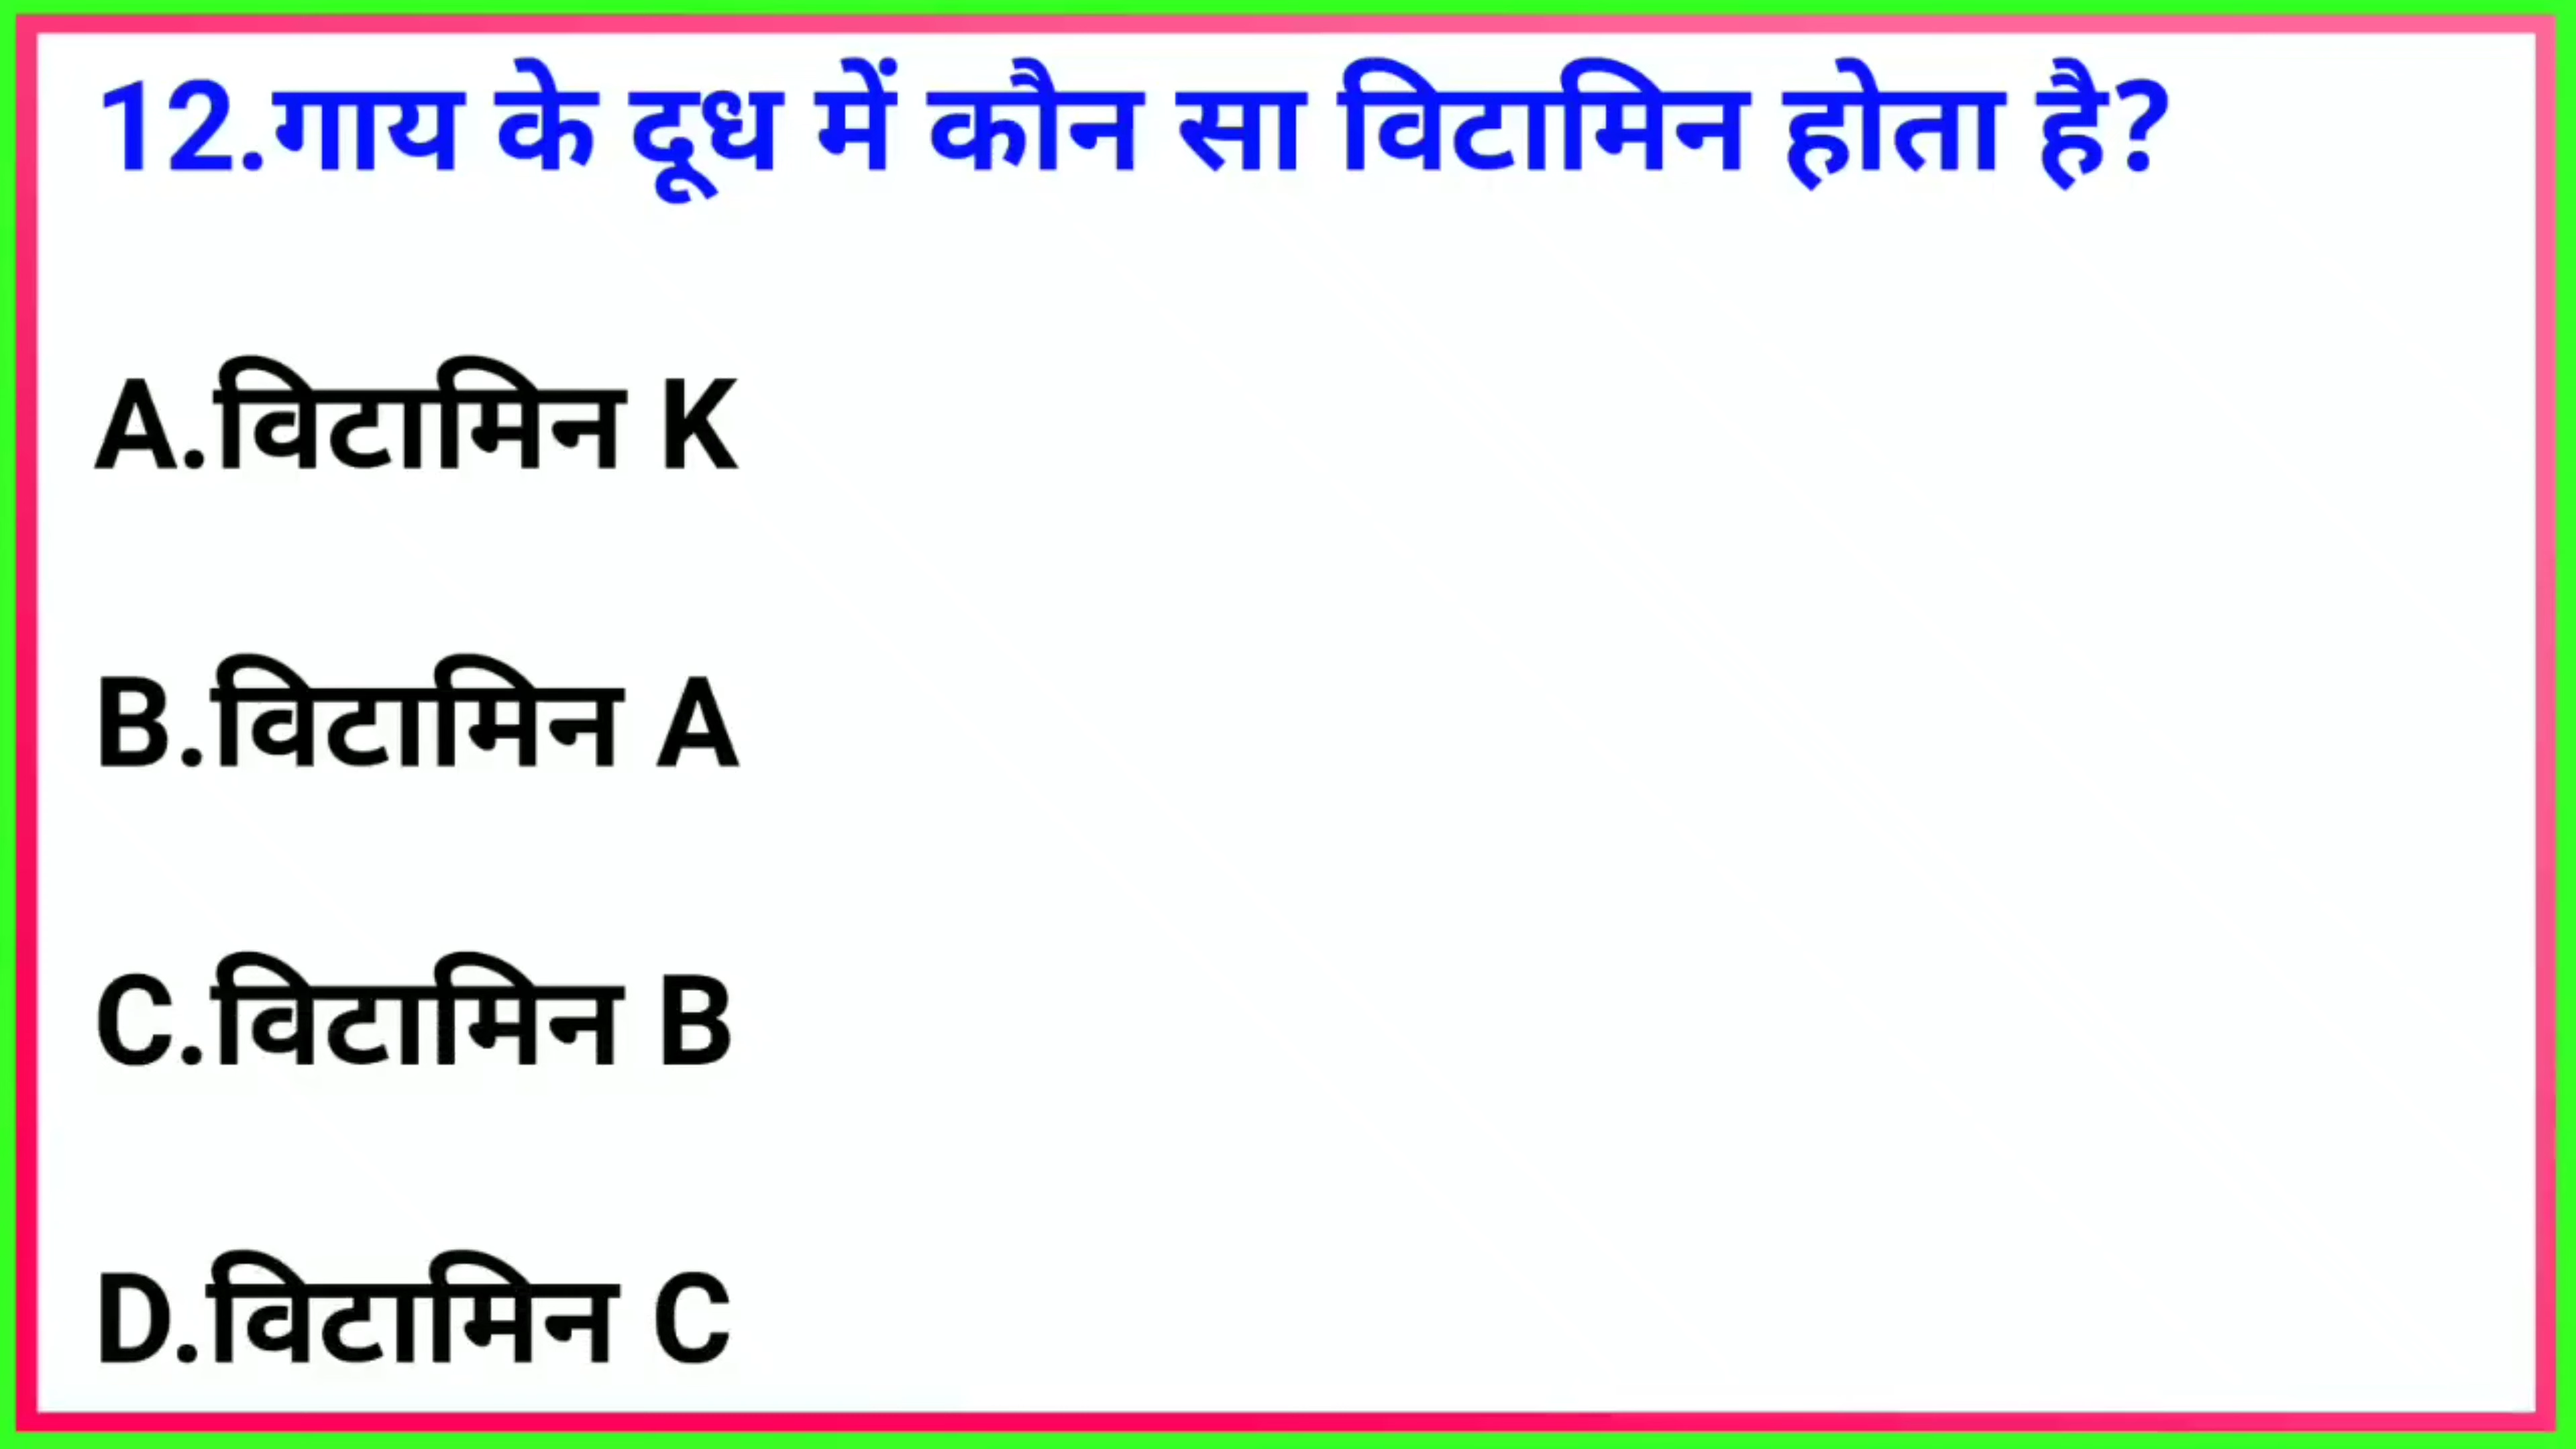 12.गाय के दूध में कौन सा विटामिन होता है?
A.विटामिन K
B.विटामिन A
C.विटामिन B
D.विटामिन C